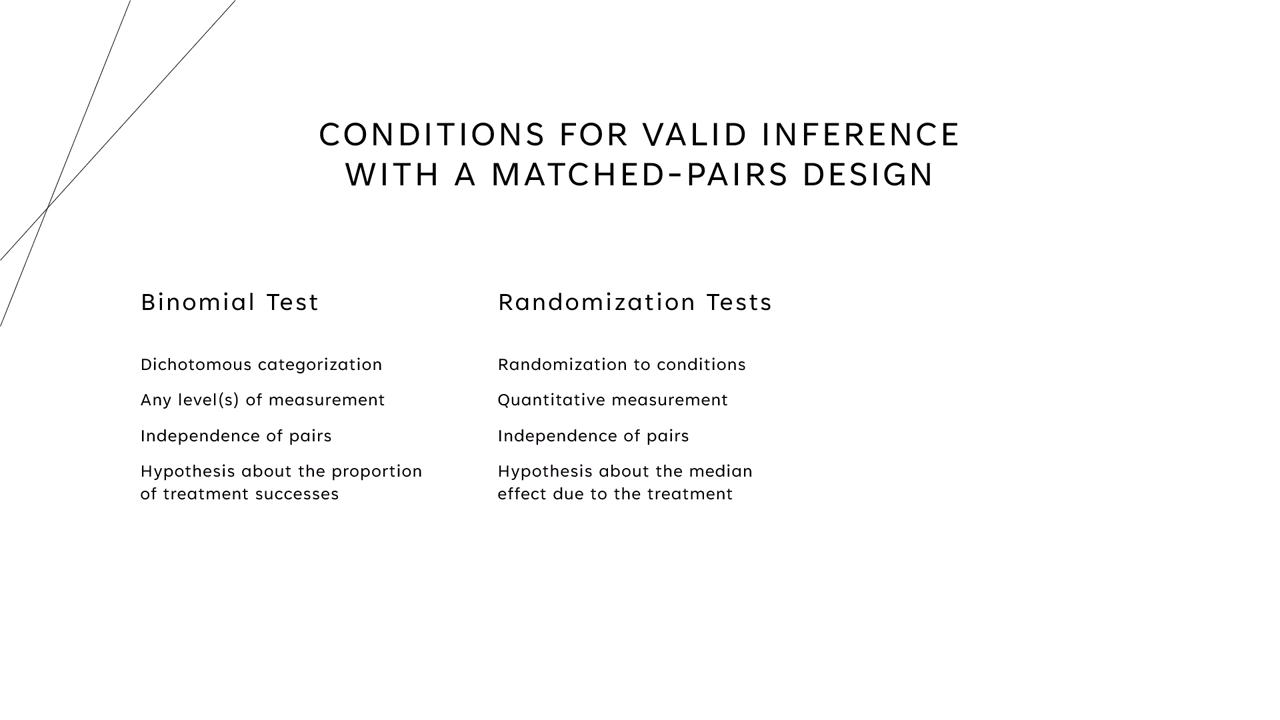 CONDITIONS FOR VALID INFERENCE
WITH A MATCHED-PAIRS DESIGN
Binomial Test
Dichotomous categorization
Any level(s) of measurement
Independence of pairs
Hypothesis about the proportion
of treatment successes
Randomization Tests
Randomization to conditions
Quantitative measurement
Independence of pairs
Hypothesis about the median
effect due to the treatment